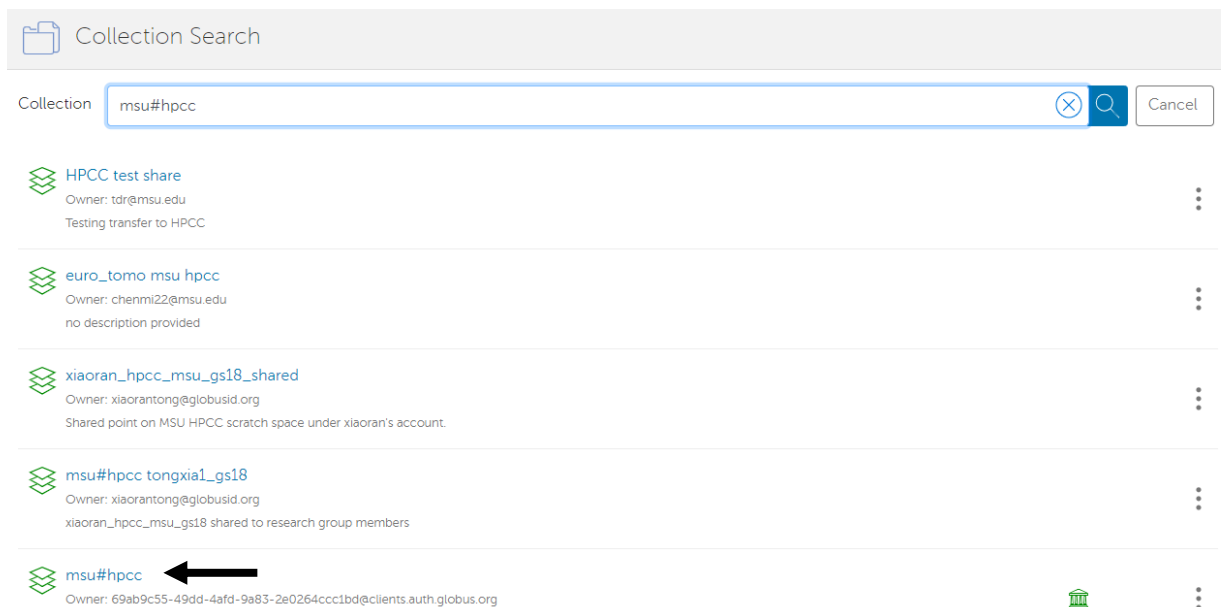 Collection Search
Collection msu#hpcc Cancel
HPCC test share
Owner: tdr@msu.edu
Testing transfer to HPCC
euro_tomo msu hpcc
Owner: chenmi22@msu.edu
no description provided
xiaoran_hpcc_msu_gs18_shared
Owner: xiaorantong@globusid.org
Shared point on MSU HPCC scratch space under xiaoran's account.
msu#hpcc tongxia1_gs18
Owner: xiaorantong@globusid.org
xiaoran_hpcc_msu_gs18 shared to research group members
msu#hpcc
Owner: 69ab9c55-49dd-4afd-9a83-2e0264ccc1bd@clients.auth.globus.org